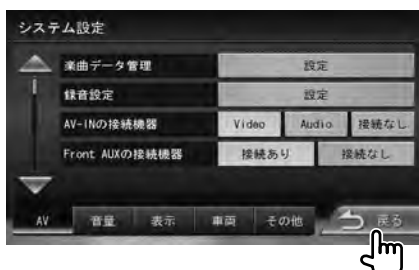 システム設定
楽曲データ管理 設定
録音設定 設定
AV-INの接続機器 Video Audio 接続なし
Front AUXの接続機器 接続あり 接続なし
AV 音量 表示 車両 その他 戻る